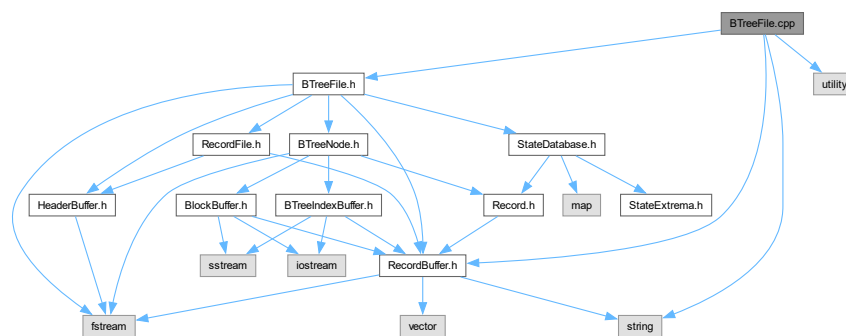 BTreeFile.cpp
BTreeFile.h
utility
RecordFile.h
BTreeNode.h
StateDatabase.h
HeaderBuffer.h
BlockBuffer.h
BTreeIndexBuffer.h
Record.h
map
StateExtrema.h
sstream
iostream
RecordBuffer.h
fstream
vector
string